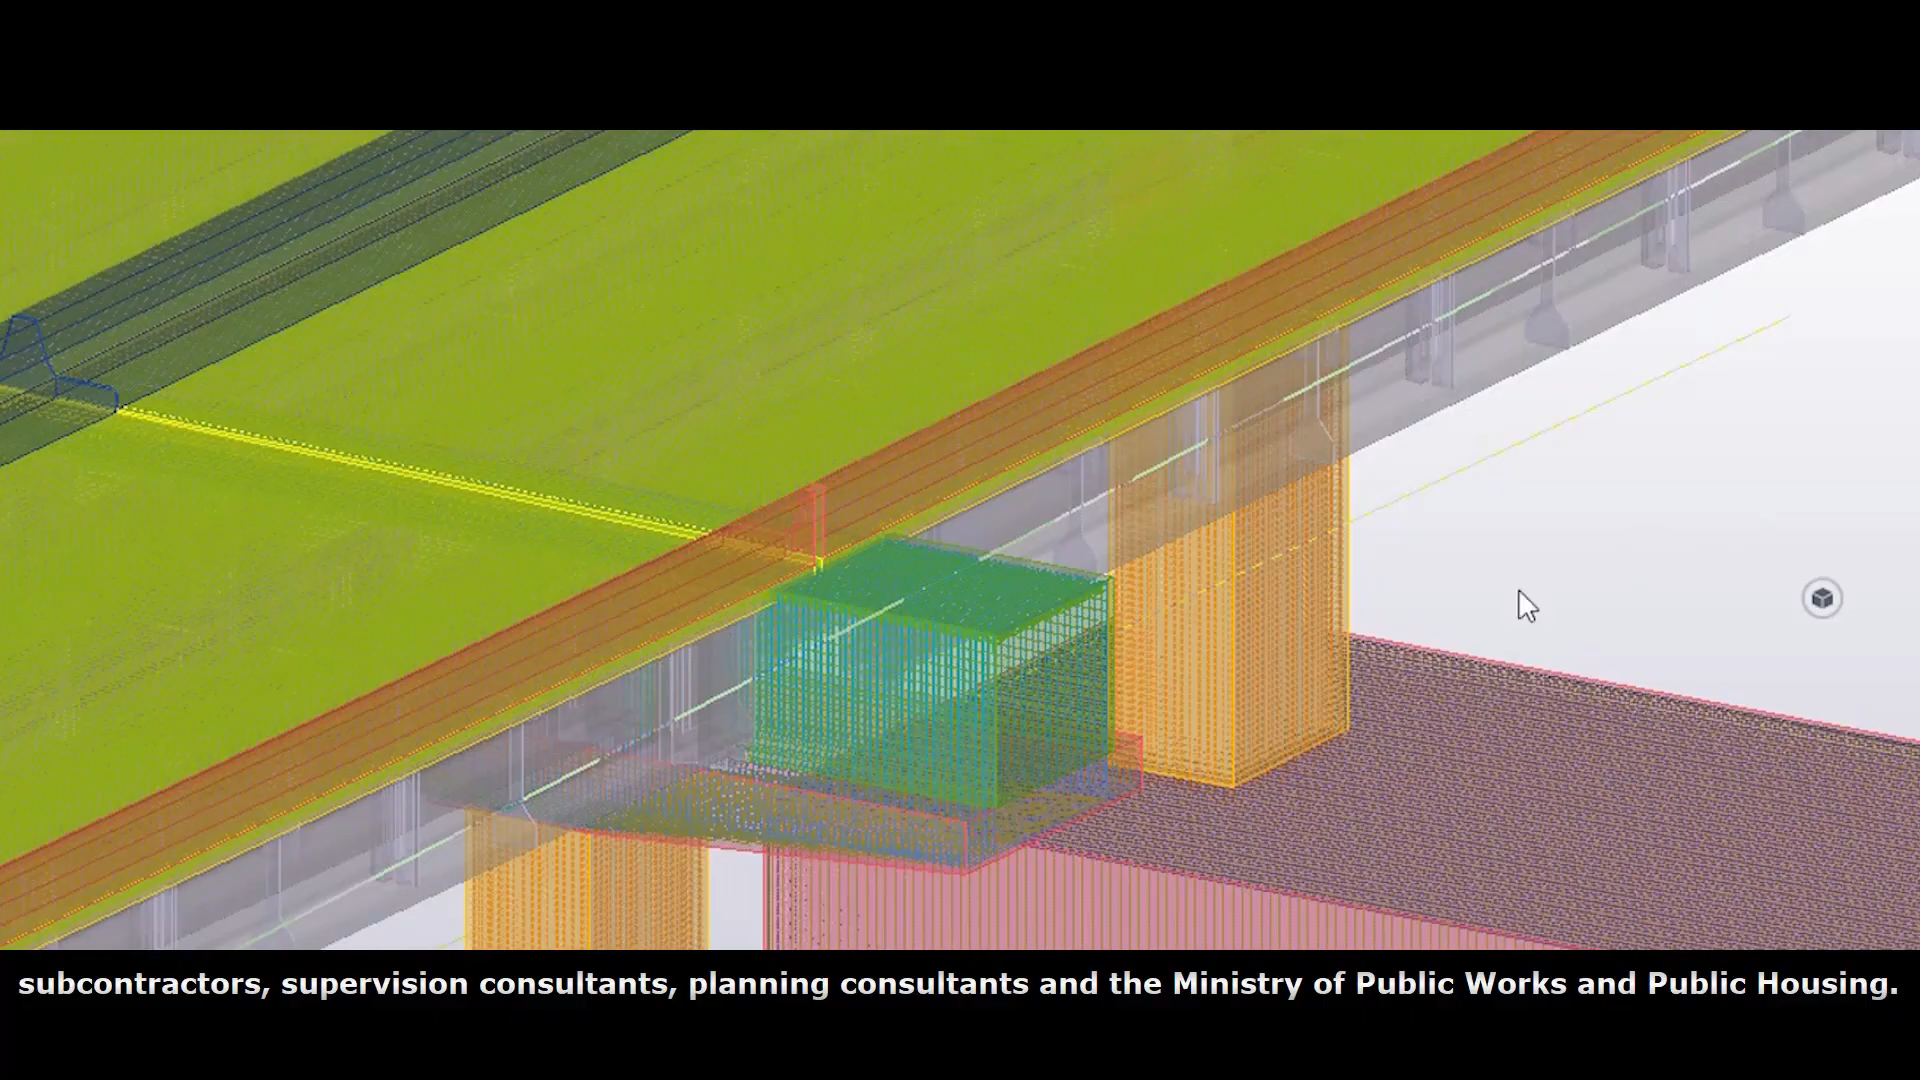 subcontractors, supervision consultants, planning consultants and the Ministry of Public Works and Public Housing.